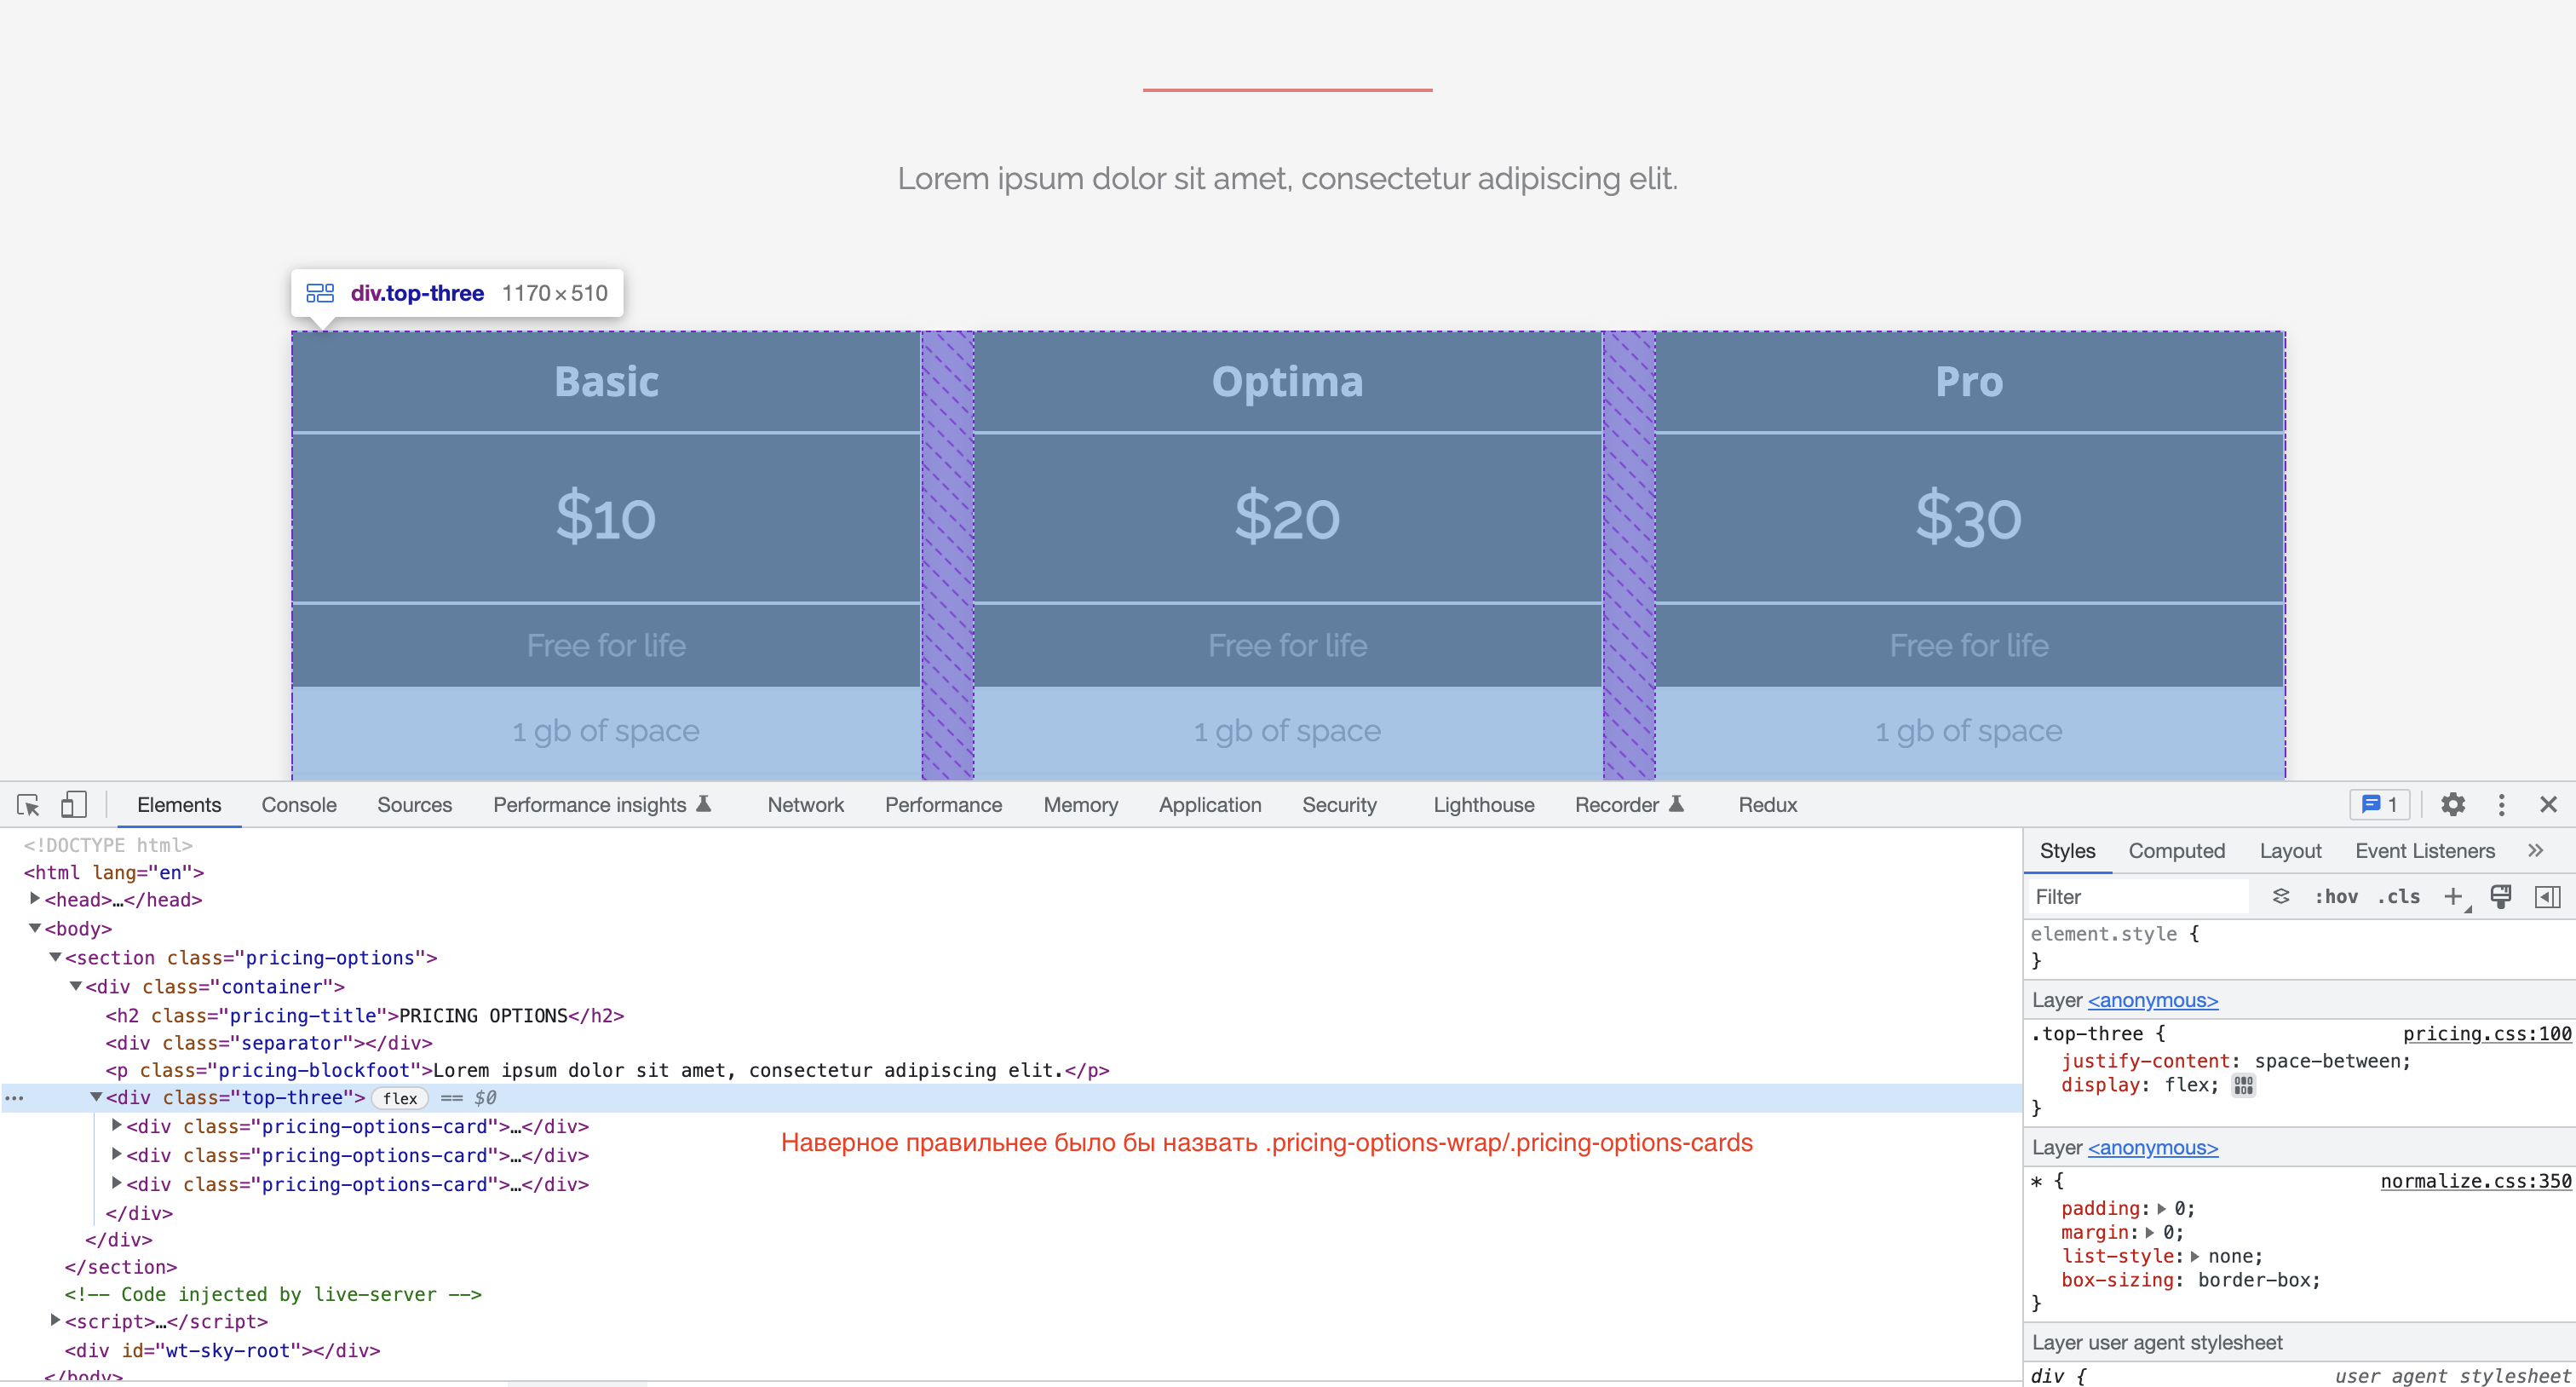 Lorem ipsum dolor sit amet, consectetur adipiscing elit.
div.top-three 1170×510
Basic Optima Pro
$10 $20 $30
Free for life Free for life Free for life
1 gb of space 1 gb of space 1 gb of space
Elements Console Sources Performance insights Network Performance Memory Application Security Lighthouse Recorder Redux 1
<!DOCTYPE html>
<html lang="en">
<head>…</head>
<body>
<section class="pricing-options">
<div class="container">
<h2 class="pricing-title">PRICING OPTIONS</h2>
<div class="separator"></div>
<p class="pricing-blockfoot">Lorem ipsum dolor sit amet, consectetur adipiscing elit.</p>
<div class="top-three"> flex == $0
<div class="pricing-options-card">…</div>
<div class="pricing-options-card">…</div>
<div class="pricing-options-card">…</div>
</div>
</div>
</section>
<!-- Code injected by live-server -->
<script>…</script>
<div id="wt-sky-root"></div>
</body>
Наверное правильнее было бы назвать .pricing-options-wrap/.pricing-options-cards
Styles Computed Layout Event Listeners »
Filter :hov .cls
element.style {
}
Layer <anonymous>
.top-three { pricing.css:100
justify-content: space-between;
display: flex;
}
Layer <anonymous>
* { normalize.css:350
padding: 0;
margin: 0;
list-style: none;
box-sizing: border-box;
}
Layer user agent stylesheet
div { user agent stylesheet